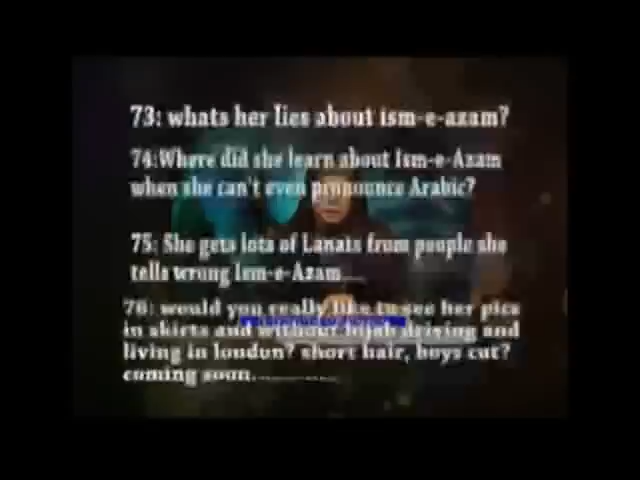 73: whats her lies about ism-e-azam?
74:Where did she learn about Ism-e-Azam
when she can't even pronounce Arabic?
75: She gets lots of Lanats from people she
tells wrong Ism-e-Azam.....
76: would you really like to see her pics
in skirts and without hijab driving and
living in london? short hair, boys cut?
coming soon...............